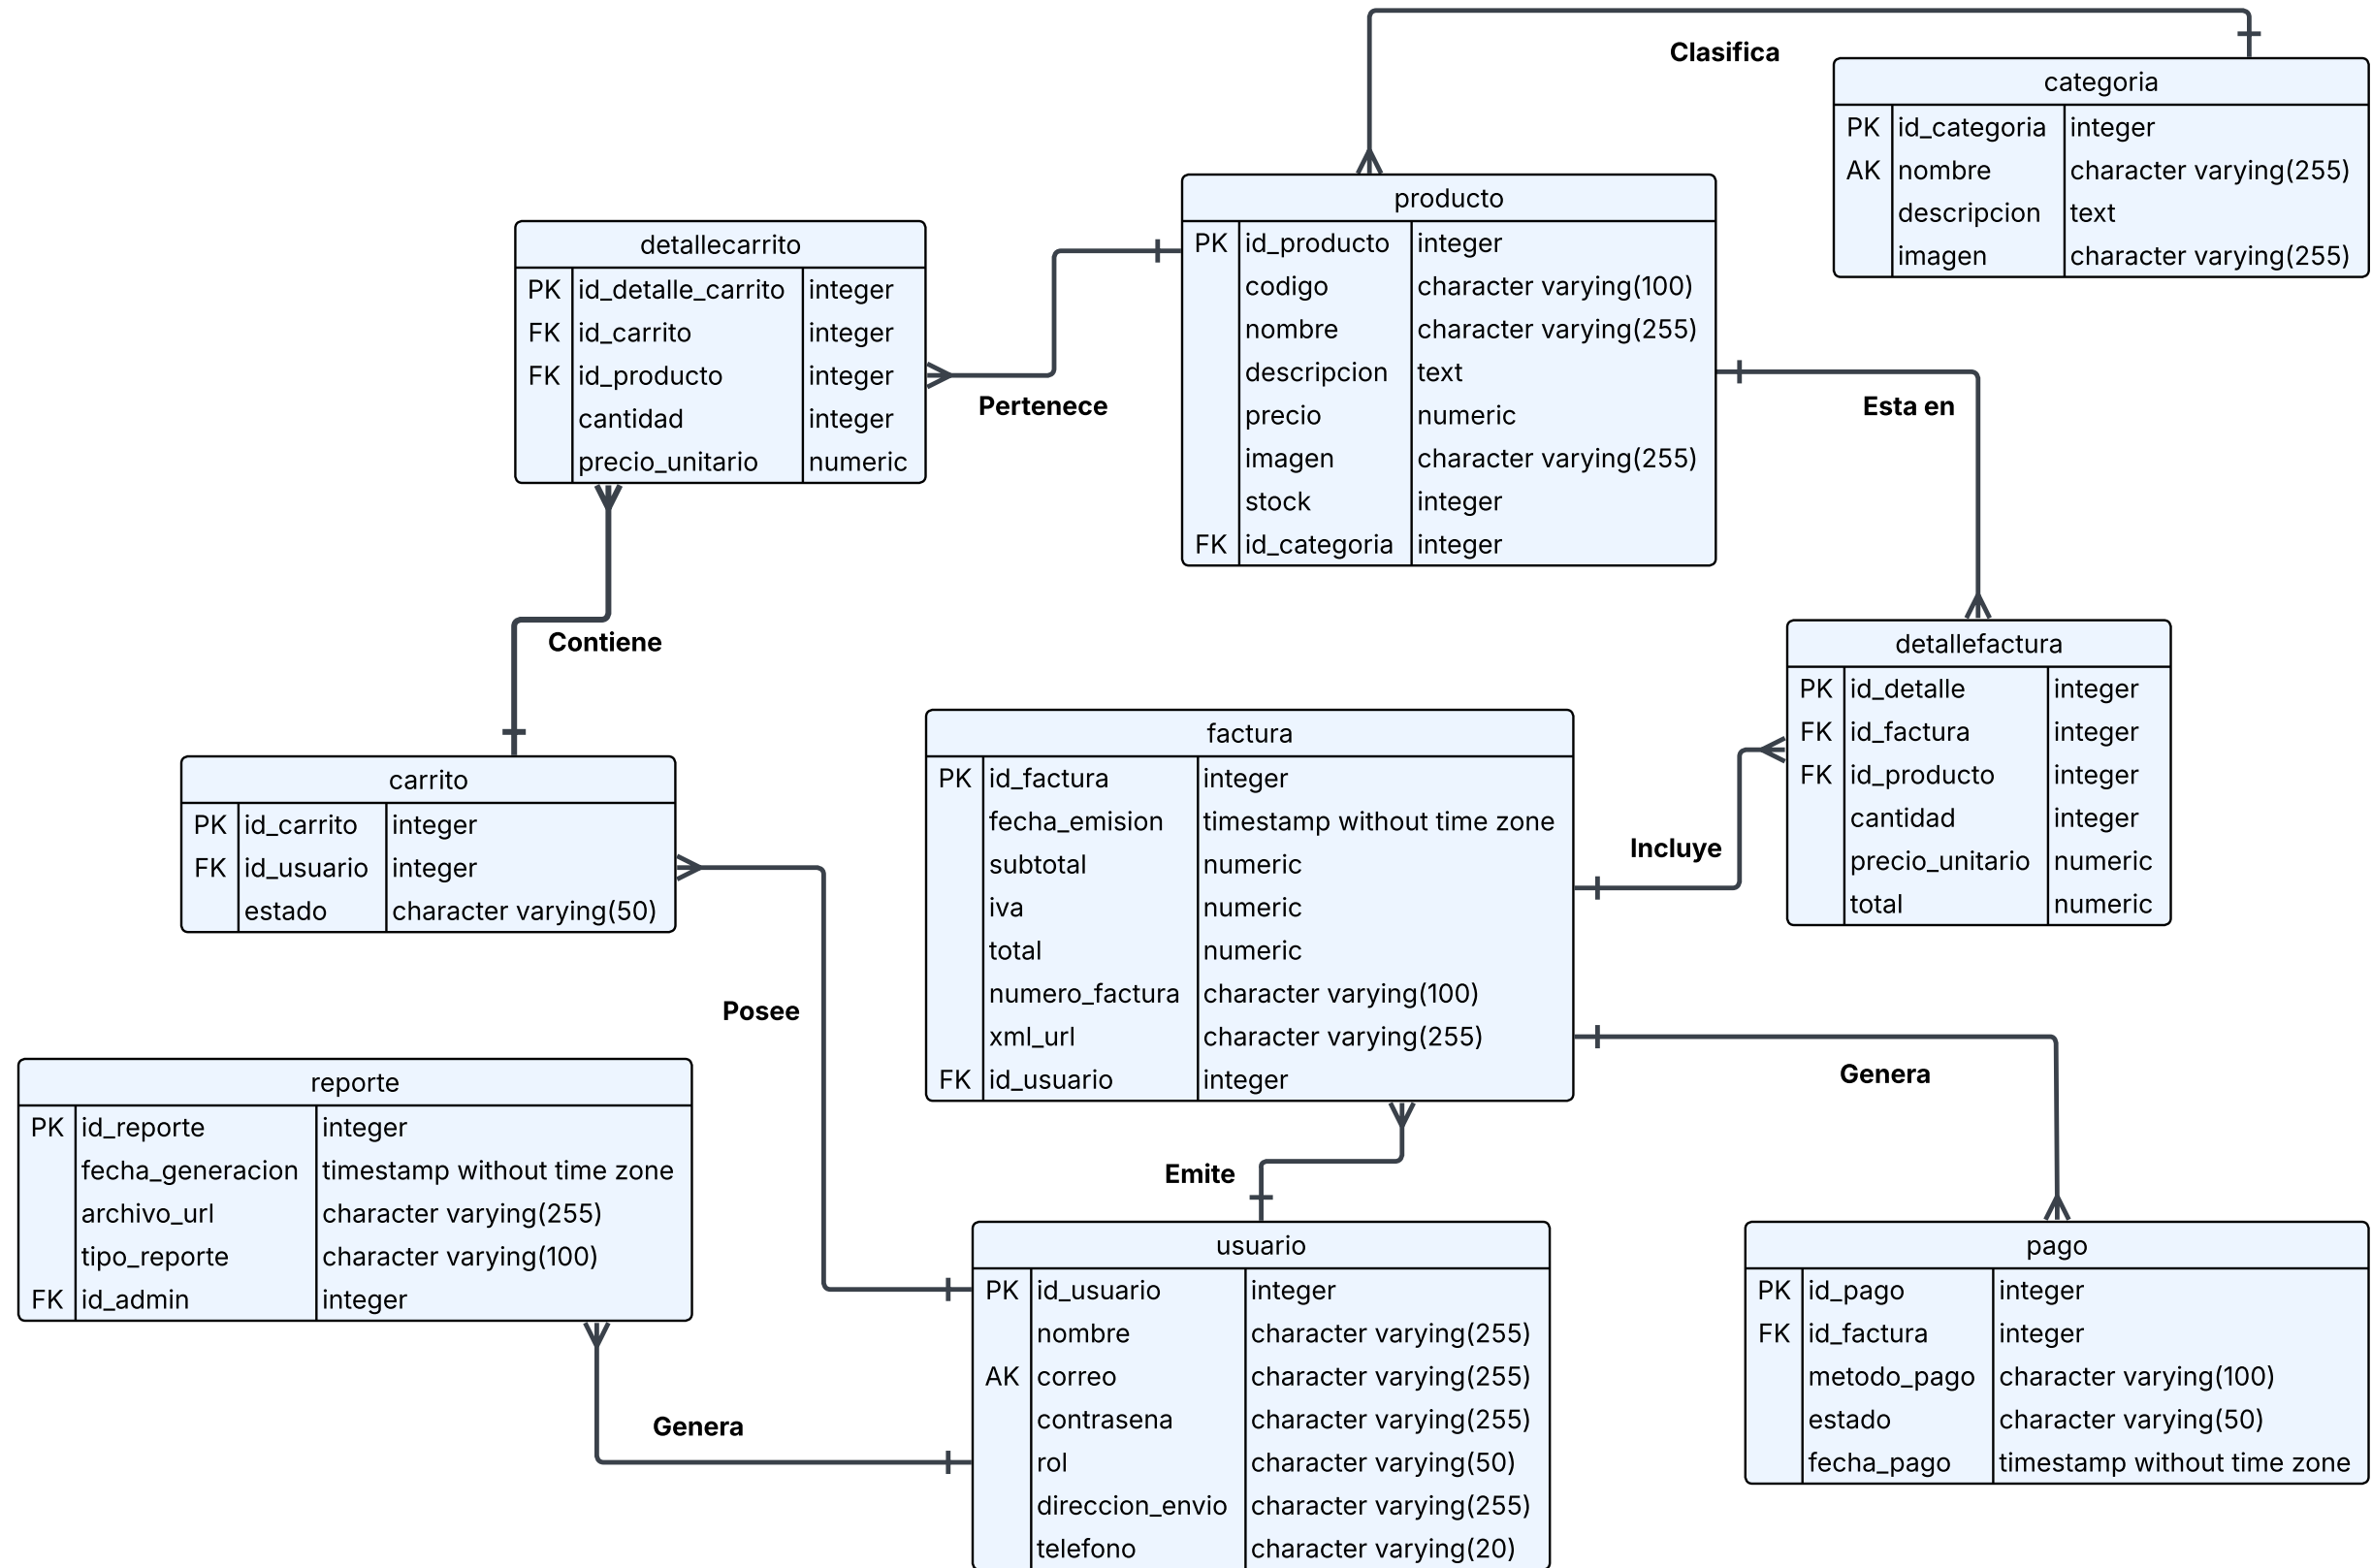 Clasifica
categoria
PK id_categoria integer
AK nombre character varying(255)
descripcion text
imagen character varying(255)
producto
PK id_producto integer
codigo character varying(100)
nombre character varying(255)
descripcion text
precio numeric
imagen character varying(255)
stock integer
FK id_categoria integer
detallecarrito
PK id_detalle_carrito integer
FK id_carrito integer
FK id_producto integer
cantidad integer
precio_unitario numeric
Pertenece
Esta en
Contiene
detallefactura
PK id_detalle integer
FK id_factura integer
FK id_producto integer
cantidad integer
precio_unitario numeric
total numeric
factura
PK id_factura integer
fecha_emision timestamp without time zone
subtotal numeric
iva numeric
total numeric
numero_factura character varying(100)
xml_url character varying(255)
FK id_usuario integer
Incluye
carrito
PK id_carrito integer
FK id_usuario integer
estado character varying(50)
Posee
Genera
reporte
PK id_reporte integer
fecha_generacion timestamp without time zone
archivo_url character varying(255)
tipo_reporte character varying(100)
FK id_admin integer
Emite
usuario
PK id_usuario integer
nombre character varying(255)
AK correo character varying(255)
contrasena character varying(255)
rol character varying(50)
direccion_envio character varying(255)
telefono character varying(20)
pago
PK id_pago integer
FK id_factura integer
metodo_pago character varying(100)
estado character varying(50)
fecha_pago timestamp without time zone
Genera